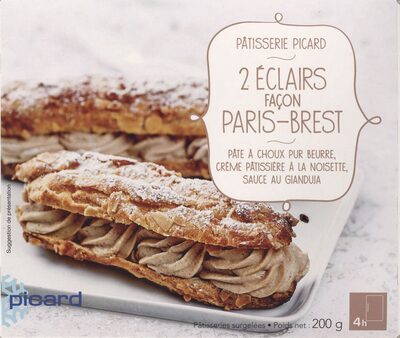 PÂTISSERIE PICARD
2 ÉCLAIRS
FAÇON
PARIS-BREST
PÂTE À CHOUX PUR BEURRE,
CRÈME PÂTISSIÈRE À LA NOISETTE,
SAUCE AU GIANDUJA
Suggestion de présentation
picard
Pâtisseries surgelées • Poids net : 200 g
4h